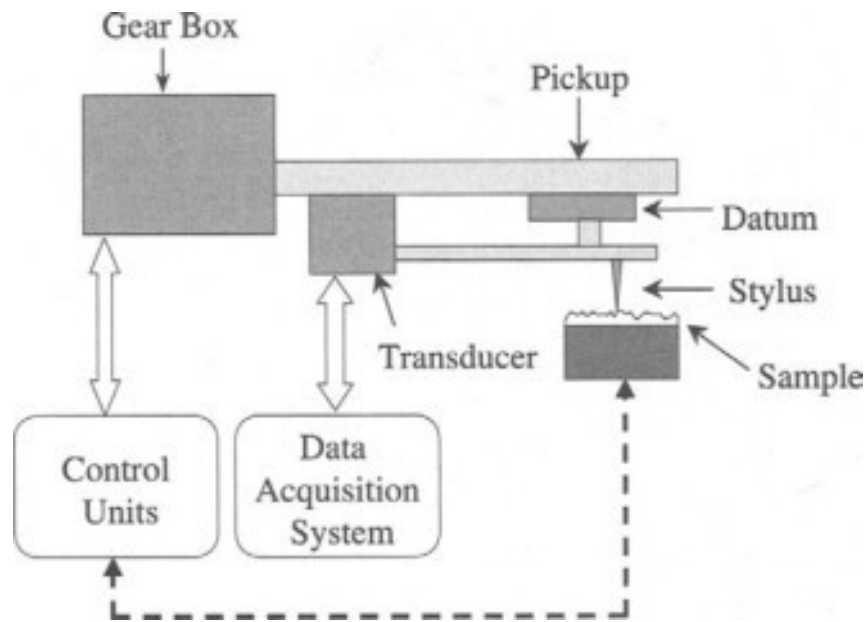 Gear Box
Pickup
Datum
Stylus
Transducer
Sample
Control
Units
Data
Acquisition
System